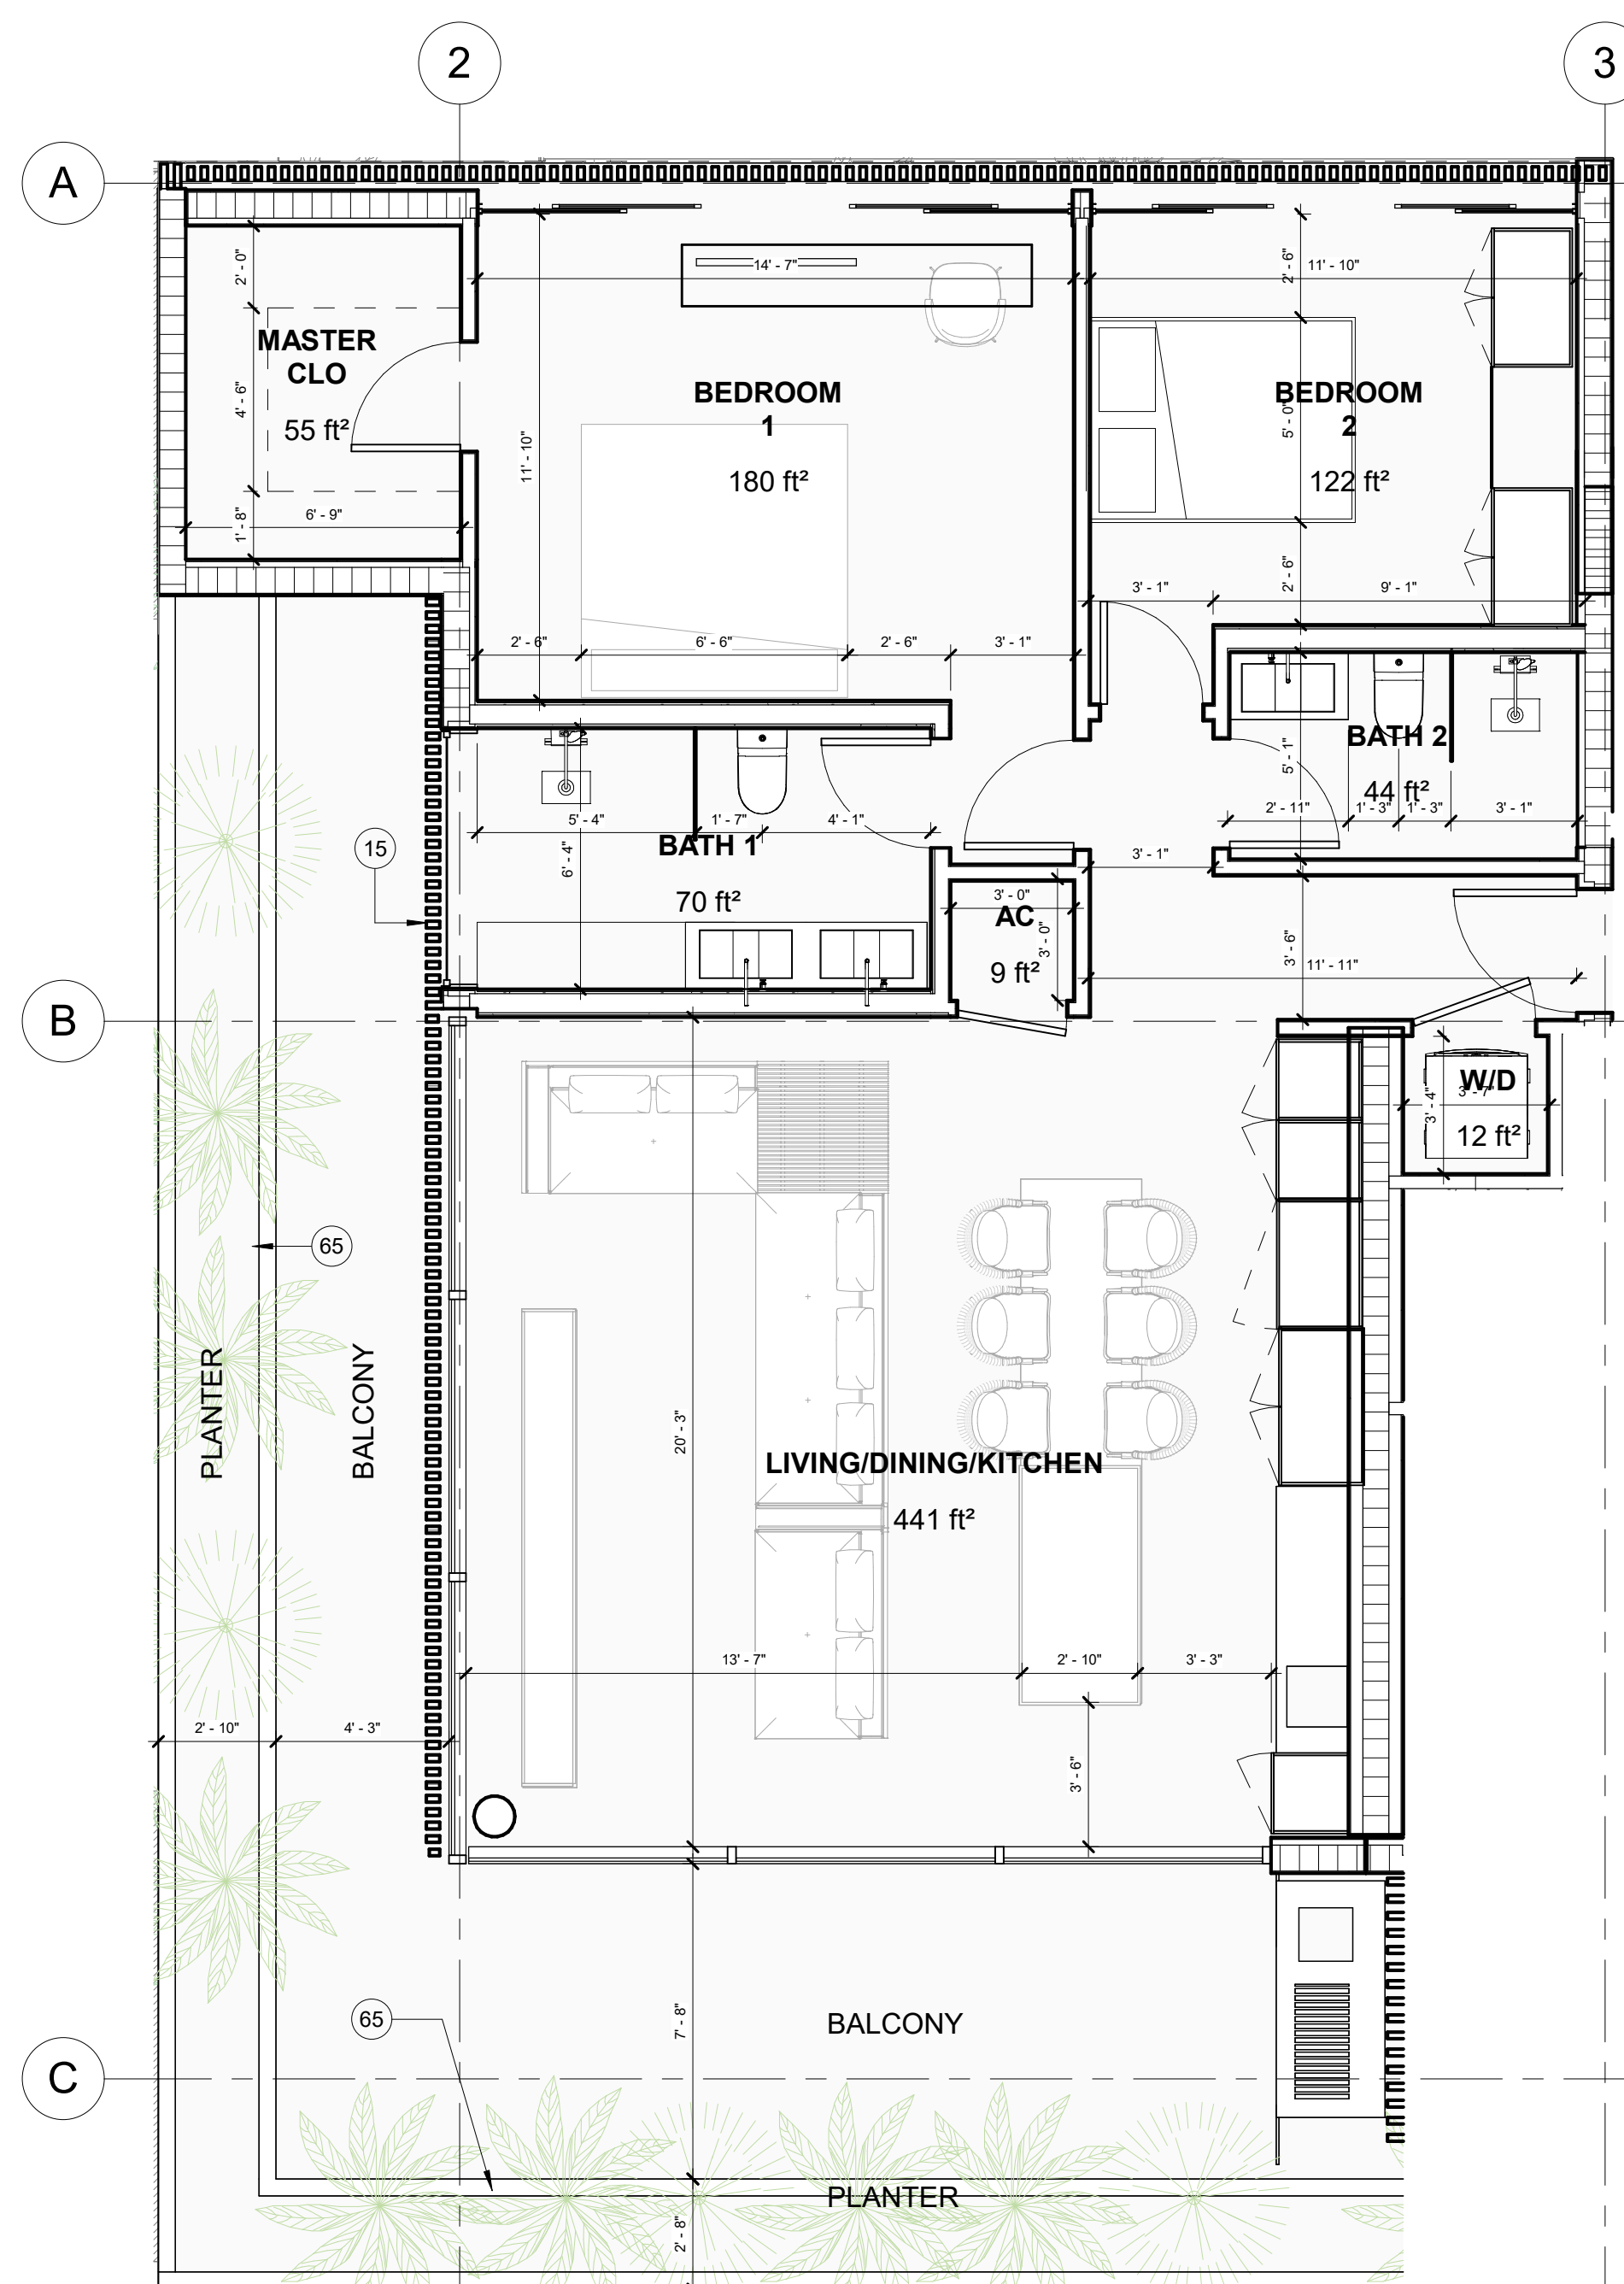 2
3
A
2' - 0"
14' - 7"
2' - 6"
11' - 10"
MASTER
CLO
55 ft²
4' - 6"
BEDROOM
1
180 ft²
BEDROOM
2
122 ft²
5' - 0"
11' - 10"
6' - 9"
1' - 8"
3' - 1"
2' - 6"
9' - 1"
2' - 6"
6' - 6"
2' - 6"
3' - 1"
BATH 2
44 ft²
5' - 1"
2' - 11"
1' - 3"
1' - 3"
3' - 1"
5' - 4"
1' - 7"
4' - 1"
15
BATH 1
70 ft²
6' - 4"
3' - 1"
3' - 0"
AC
9 ft²
3' - 0"
3' - 6"
11' - 11"
B
W/D
3' - 7"
3' - 4"
12 ft²
65
PLANTER
BALCONY
20' - 3"
LIVING/DINING/KITCHEN
441 ft²
13' - 7"
2' - 10"
3' - 3"
2' - 10"
4' - 3"
3' - 6"
65
7' - 8"
BALCONY
C
PLANTER
2' - 8"